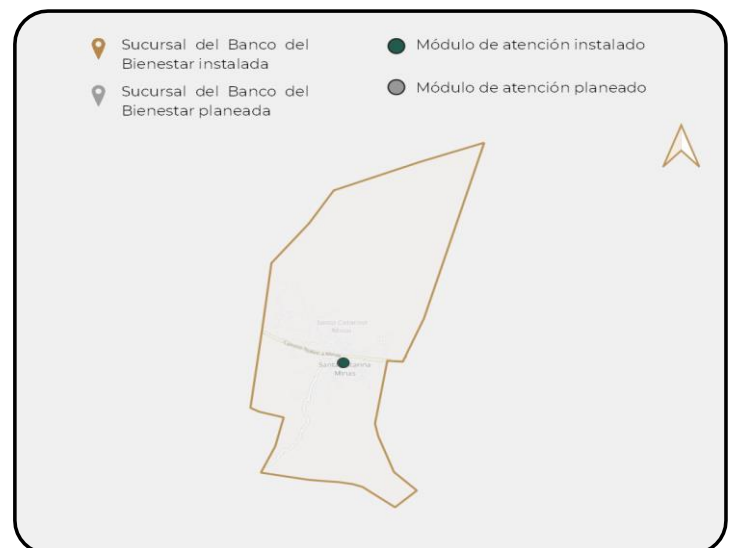 Sucursal del Banco del
Bienestar instalada
Sucursal del Banco del
Bienestar planeada
Módulo de atención instalado
Módulo de atención planeado
Santa Catarina
Minas
Minas